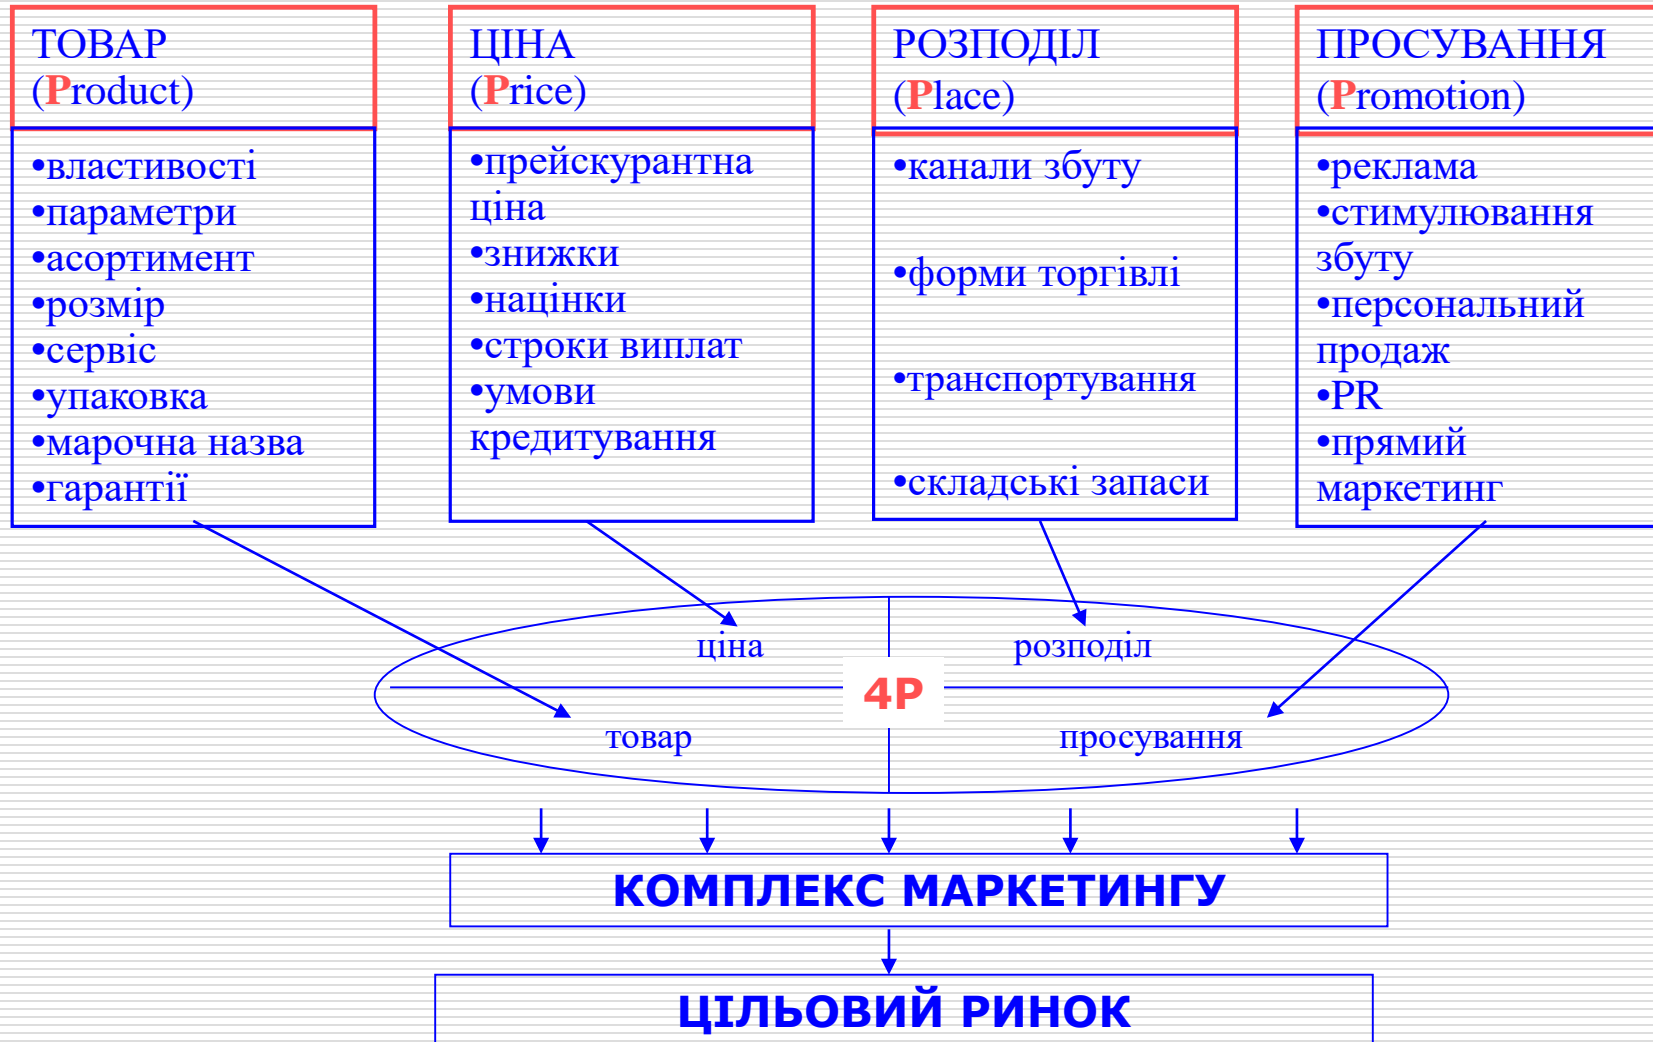 ТОВАР
(Product)
•властивості
•параметри
•асортимент
•розмір
•сервіс
•упаковка
•марочна назва
•гарантії
ЦІНА
(Price)
•прейскурантна
ціна
•знижки
•націнки
•строки виплат
•умови
кредитування
РОЗПОДІЛ
(Place)
•канали збуту
•форми торгівлі
•транспортування
•складські запаси
ПРОСУВАННЯ
(Promotion)
•реклама
•стимулювання
збуту
•персональний
продаж
•PR
•прямий
маркетинг
ціна
розподіл
4P
товар
просування
КОМПЛЕКС МАРКЕТИНГУ
ЦІЛЬОВИЙ РИНОК